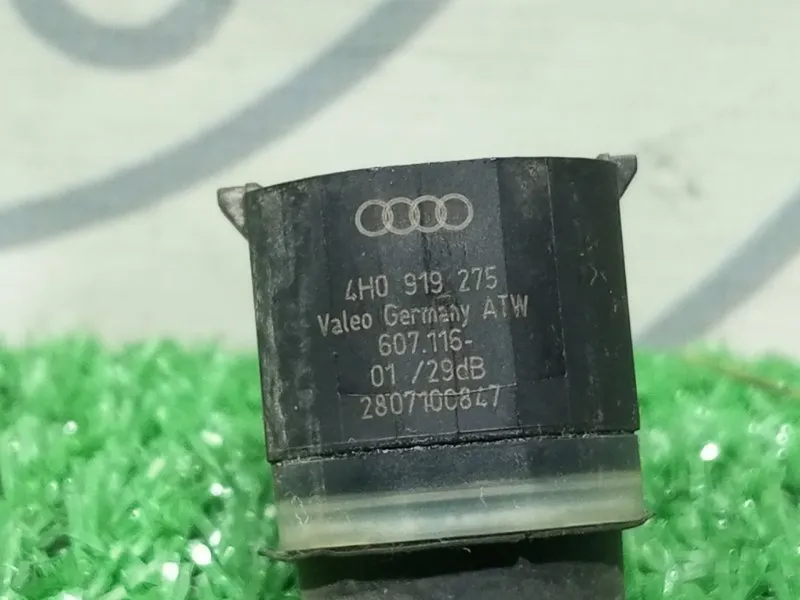 4H0 919 275
Valeo Germany ATW
607.116-
01 /29dB
2807100847